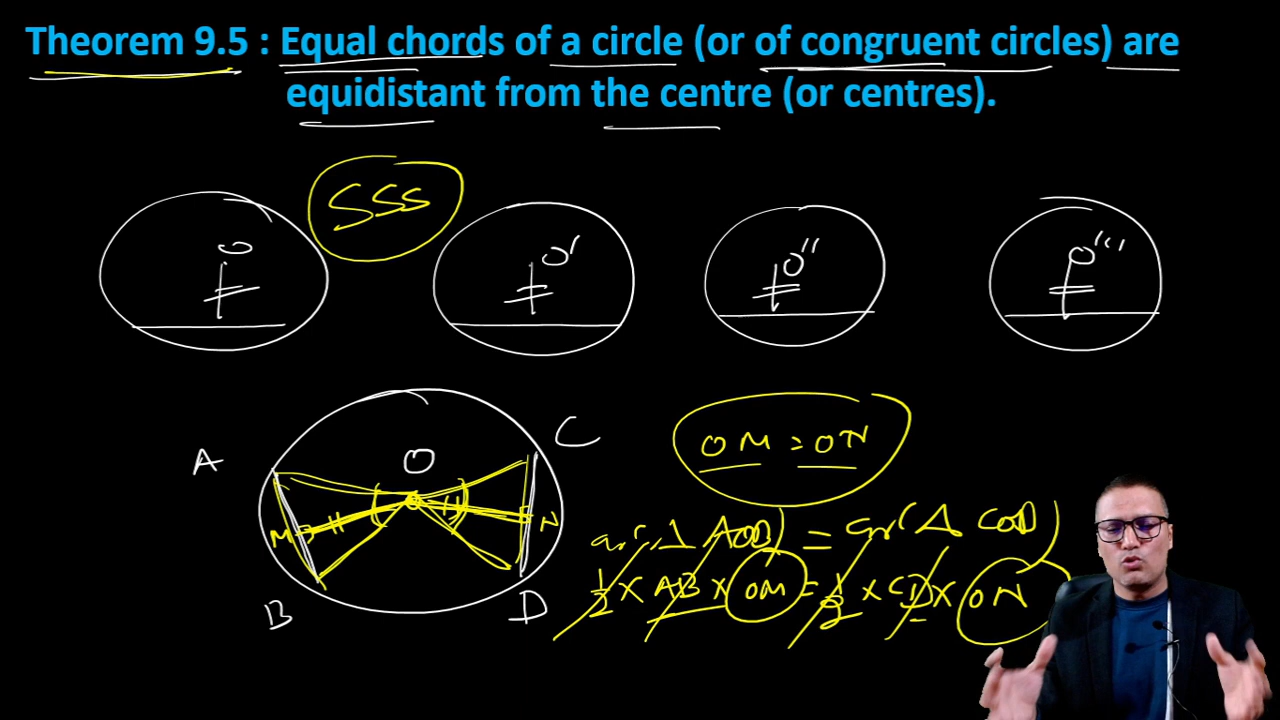 Theorem 9.5 : Equal chords of a circle (or of congruent circles) are
equidistant from the centre (or centres).
SSS
O O' O'' O'''
A O C
OM = ON
M N
ar(Δ AOB) = ar(Δ COD)
1/2 × AB × OM = 1/2 × CD × ON
B D